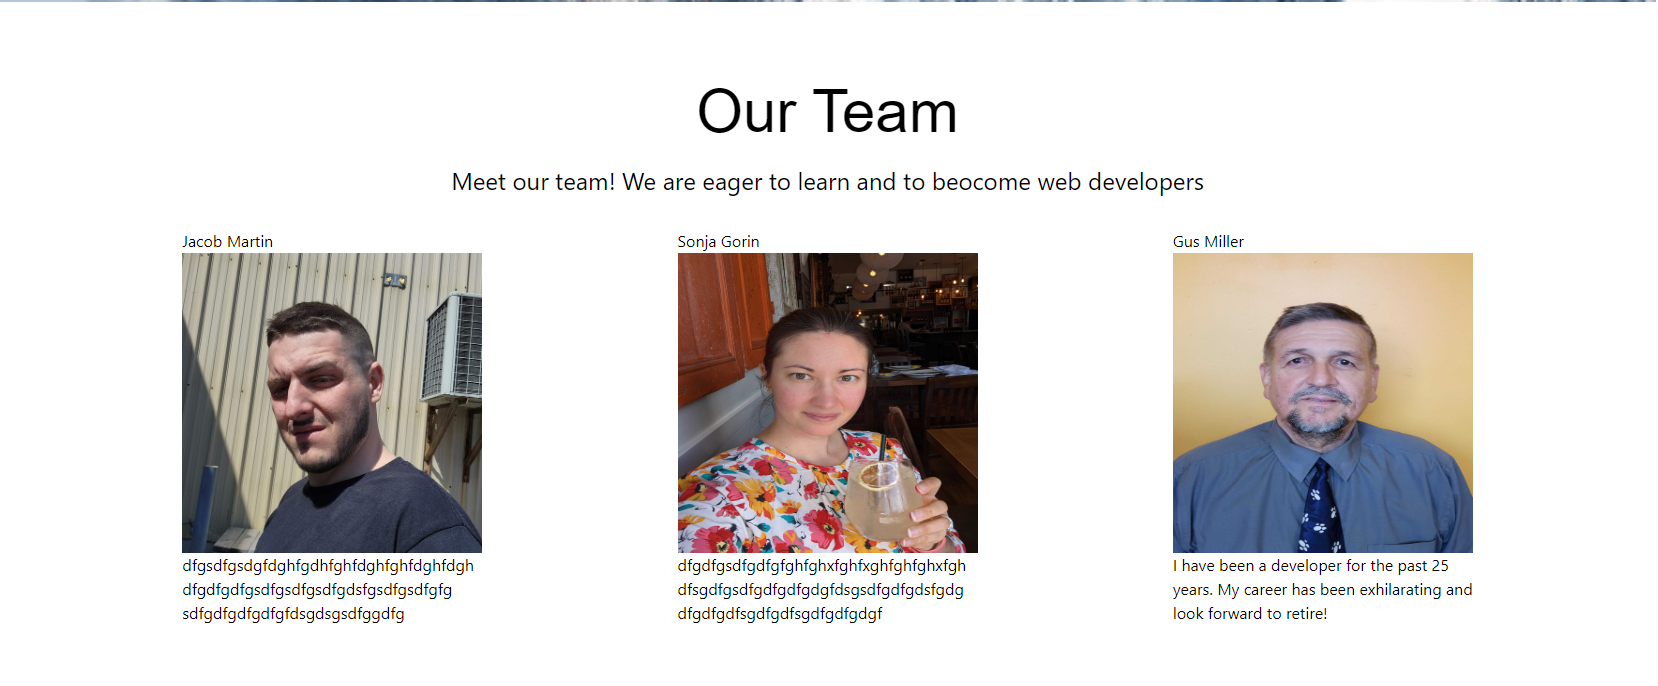 Our Team
Meet our team! We are eager to learn and to beocome web developers
Jacob Martin
dfgsdfgsdgfdghfgdhfghfdghfghfdghfdgh
dfgdfgdfgsdfgsdfgsdfgdsfgsdfgsdfgfg
sdfgdfgdfgdfgfdsgdsgsdfggdfg
Sonja Gorin
dfgdfgsdfgdfgfghfghxfghfxghfghfghxfgh
dfsgdfgsdfgdfgdfgdgfdsgsdfgdfgdsfgdg
dfgdfgdfsgdfgdfsgdfgdfgdgf
Gus Miller
I have been a developer for the past 25
years. My career has been exhilarating and
look forward to retire!